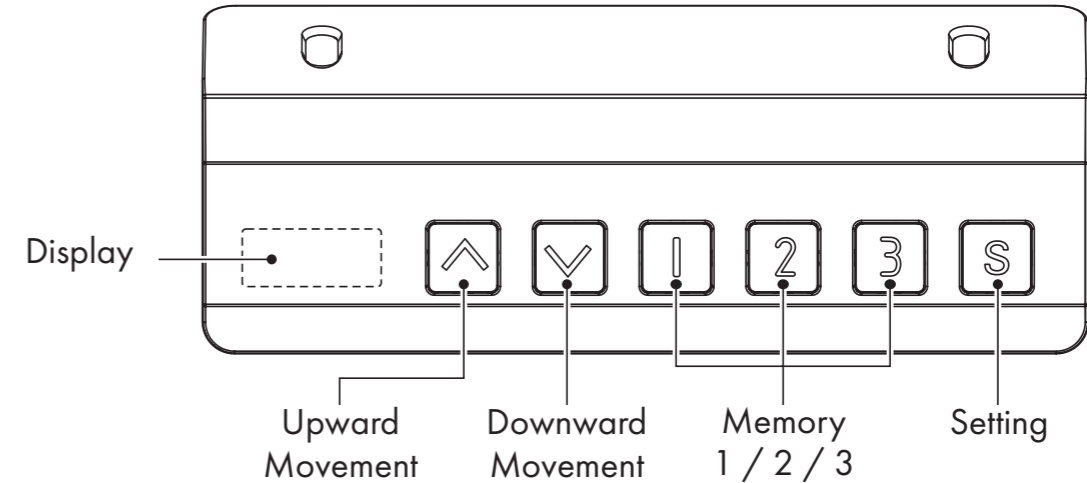 1 2 3 S
Display
Upward Downward Memory Setting
Movement Movement 1 / 2 / 3